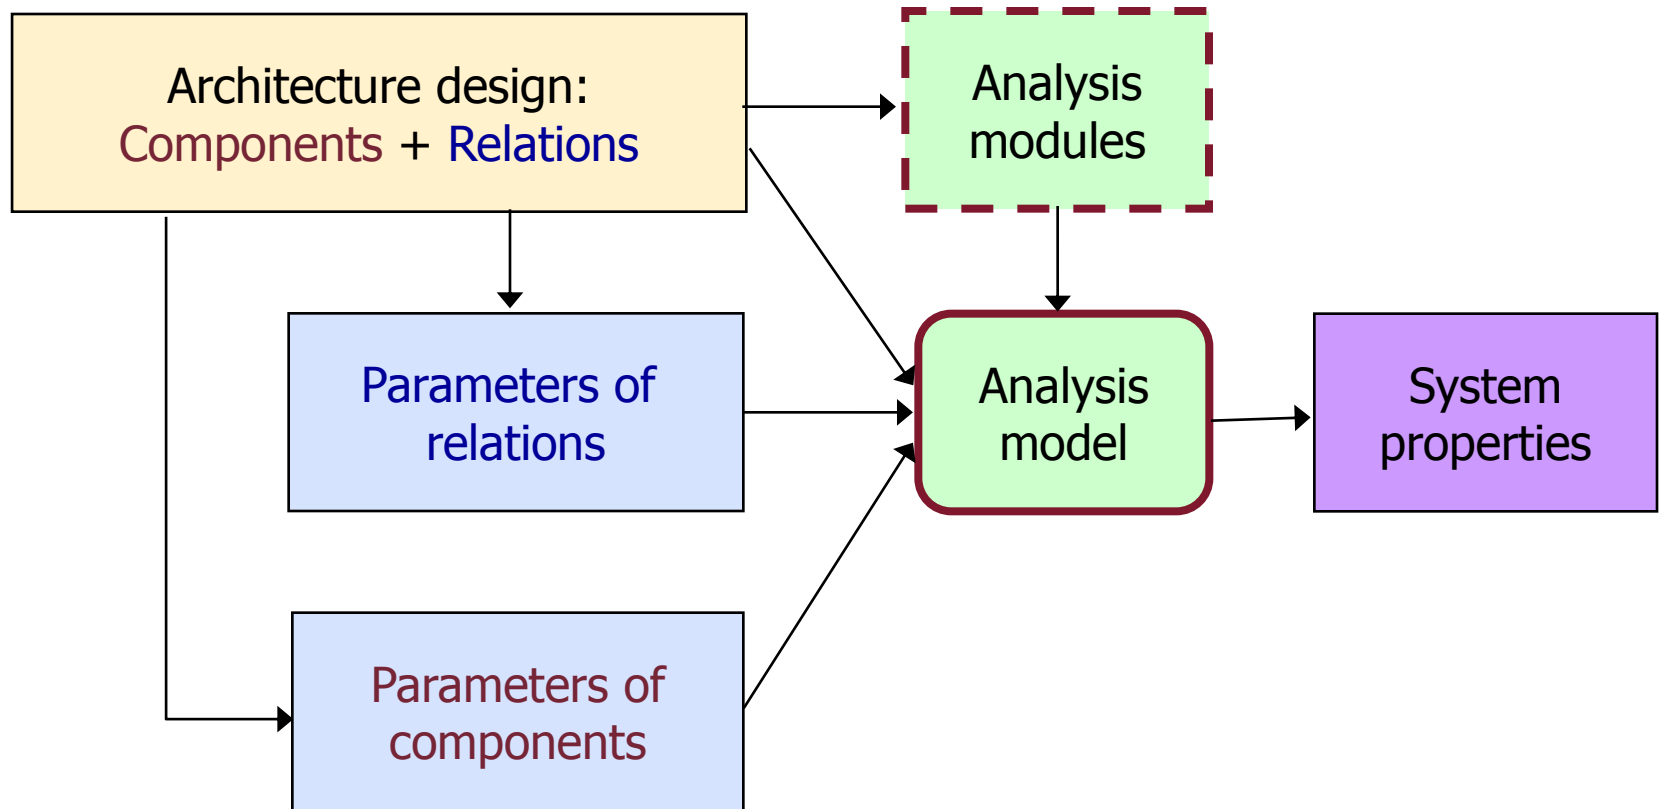 Architecture design:
Components + Relations
Analysis
modules
Parameters of
relations
Analysis
model
System
properties
Parameters of
components